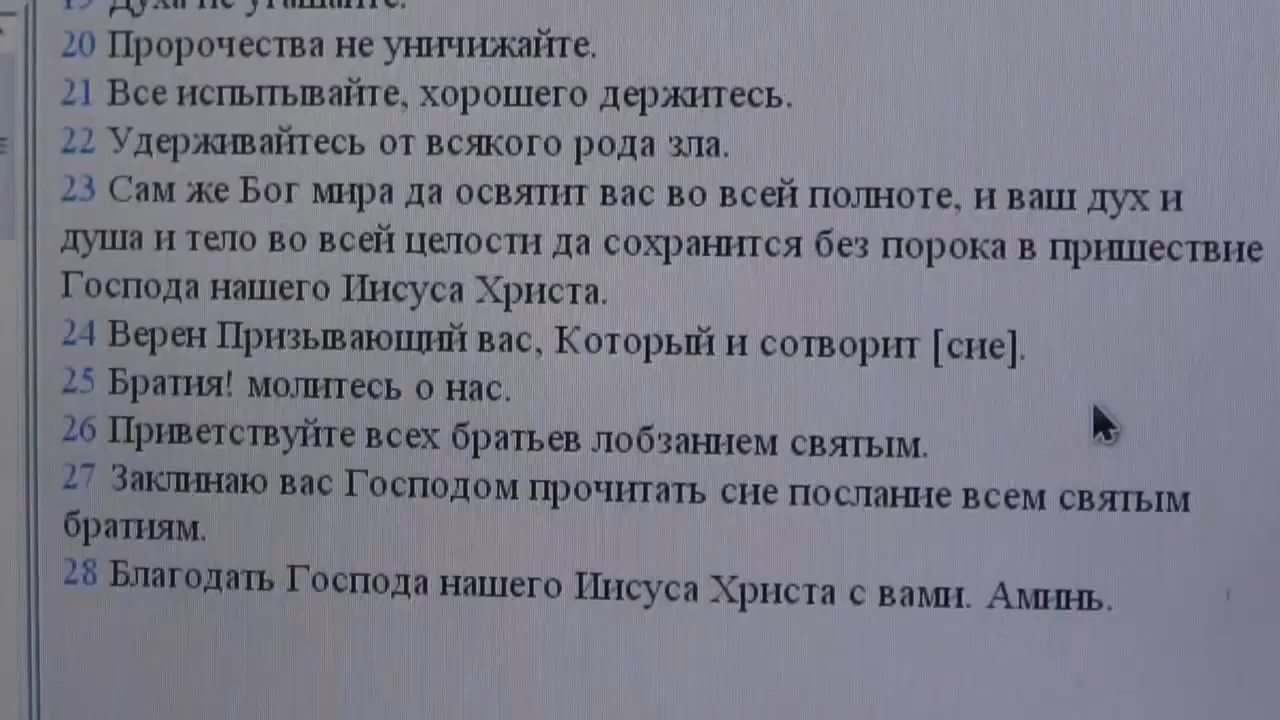 19 Духа не угашайте.
20 Пророчества не уничижайте.
21 Все испытывайте, хорошего держитесь.
22 Удерживайтесь от всякого рода зла.
23 Сам же Бог мира да освятит вас во всей полноте, и ваш дух и
душа и тело во всей целости да сохранится без порока в пришествие
Господа нашего Иисуса Христа.
24 Верен Призывающий вас, Который и сотворит [сие].
25 Братия! молитесь о нас.
26 Приветствуйте всех братьев лобзанием святым.
27 Заклинаю вас Господом прочитать сие послание всем святым
братиям.
28 Благодать Господа нашего Иисуса Христа с вами. Аминь.